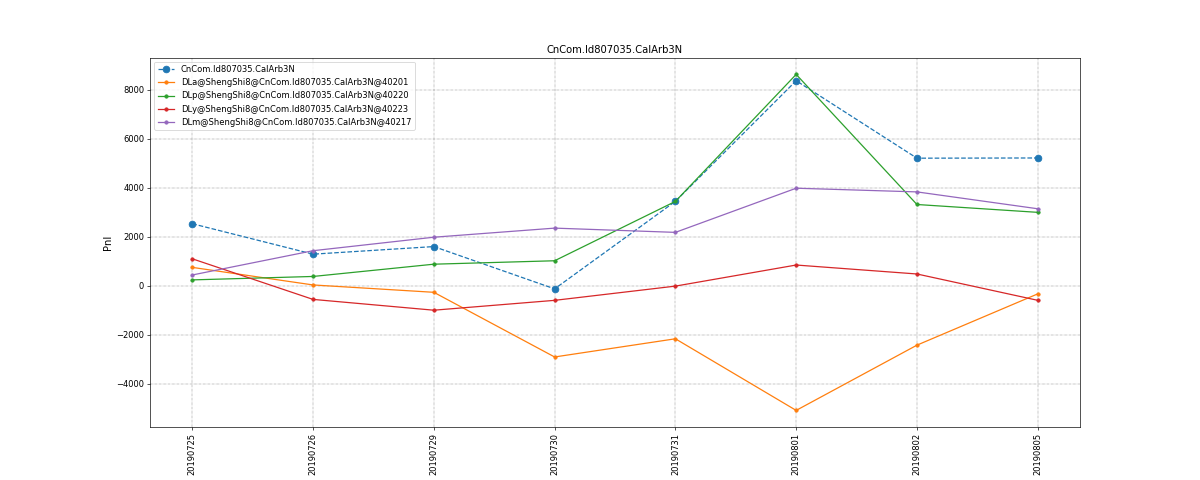 CnCom.Id807035.CalArb3N
CnCom.Id807035.CalArb3N
DLa@ShengShi8@CnCom.Id807035.CalArb3N@40201
DLp@ShengShi8@CnCom.Id807035.CalArb3N@40220
DLy@ShengShi8@CnCom.Id807035.CalArb3N@40223
DLm@ShengShi8@CnCom.Id807035.CalArb3N@40217
8000
6000
4000
2000
0
−2000
−4000
Pnl
20190725
20190726
20190729
20190730
20190731
20190801
20190802
20190805